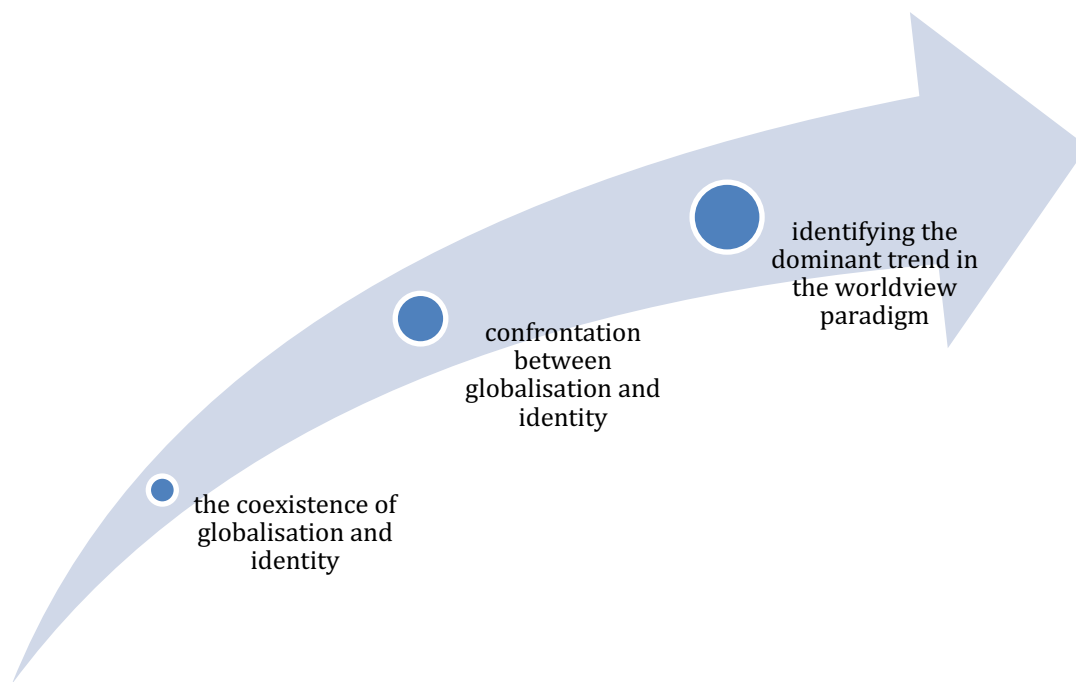 identifying the
dominant trend in
the worldview
paradigm
confrontation
between
globalisation and
identity
the coexistence of
globalisation and
identity